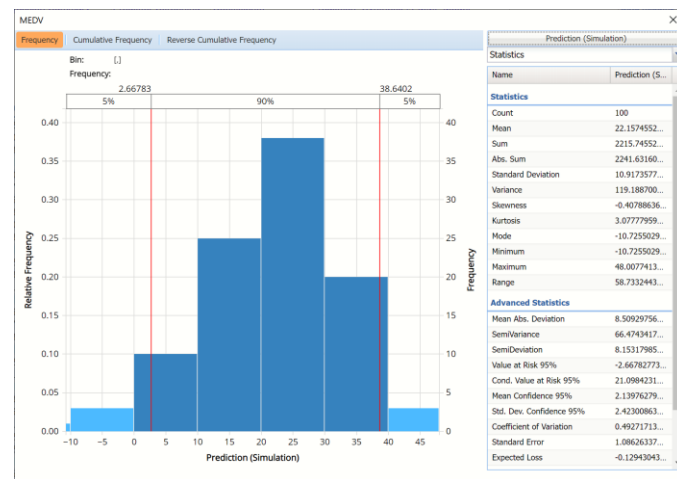 MEDV
Frequency Cumulative Frequency Reverse Cumulative Frequency
Bin: [.]
Frequency:
2.66783 38.6402
5% 90% 5%
0.40 40
0.35 35
0.30 30
0.25 25
0.20 20
0.15 15
0.10 10
0.05 5
0.00 0
-10 -5 0 5 10 15 20 25 30 35 40 45
Relative Frequency
Frequency
Prediction (Simulation)
Prediction (Simulation)
Statistics
Name Prediction (S...
Statistics
Count 100
Mean 22.1574552...
Sum 2215.74552...
Abs. Sum 2241.63160...
Standard Deviation 10.9173577...
Variance 119.188700...
Skewness -0.40788636...
Kurtosis 3.07777959...
Mode -10.7255029...
Minimum -10.7255029...
Maximum 48.0077413...
Range 58.7332443...
Advanced Statistics
Mean Abs. Deviation 8.50929756...
SemiVariance 66.4743417...
SemiDeviation 8.15317985...
Value at Risk 95% -2.66782773...
Cond. Value at Risk 95% 21.0984231...
Mean Confidence 95% 2.13976279...
Std. Dev. Confidence 95% 2.42300863...
Coefficient of Variation 0.49271713...
Standard Error 1.08626337...
Expected Loss -0.12943043...